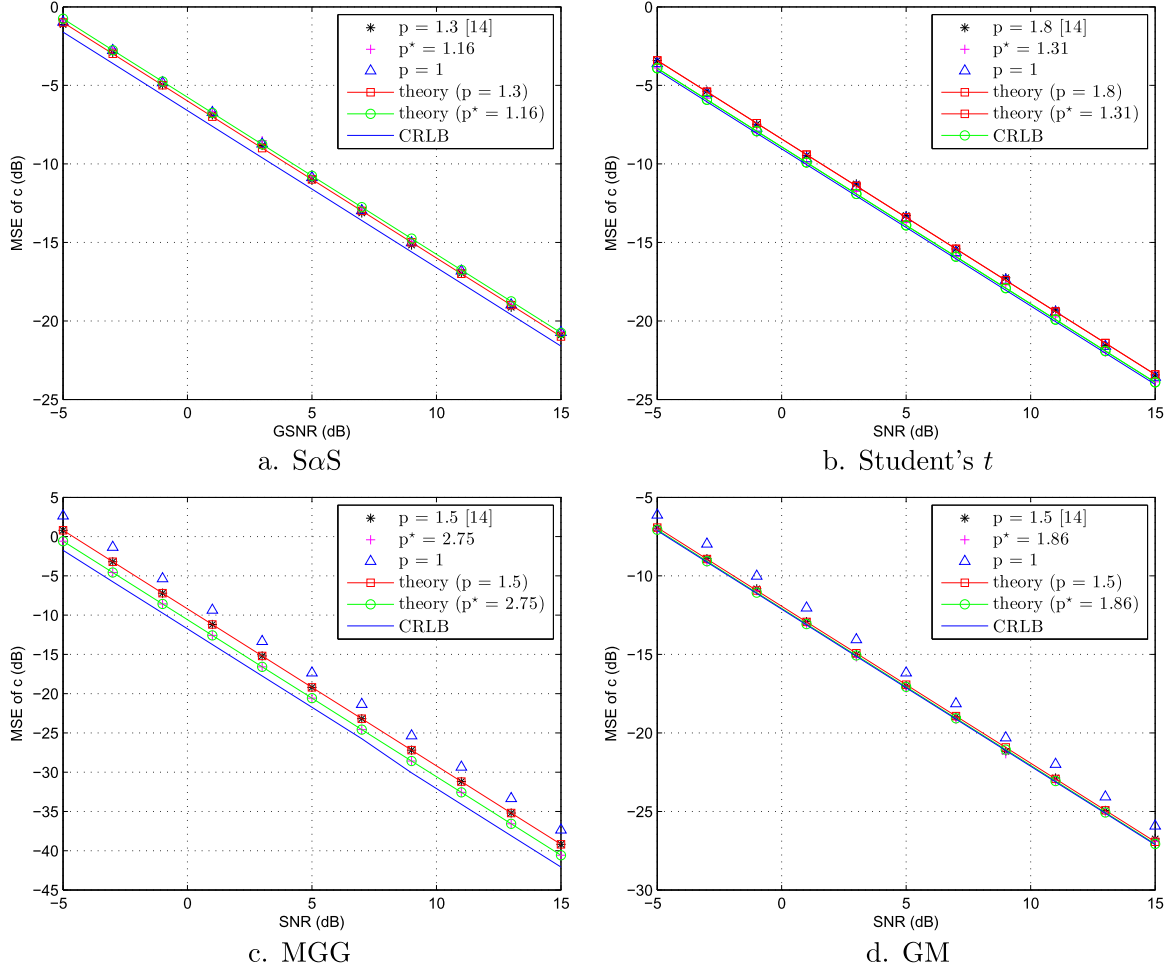 0
−5
−10
−15
−20
−25
MSE of c (dB)
−5
0
5
10
15
GSNR (dB)
p = 1.3 [14]
p⋆ = 1.16
p = 1
theory (p = 1.3)
theory (p⋆ = 1.16)
CRLB
a. SαS
0
−5
−10
−15
−20
−25
MSE of c (dB)
−5
0
5
10
15
SNR (dB)
p = 1.8 [14]
p⋆ = 1.31
p = 1
theory (p = 1.8)
theory (p⋆ = 1.31)
CRLB
b. Student's t
5
0
−5
−10
−15
−20
−25
−30
−35
−40
−45
MSE of c (dB)
−5
0
5
10
15
SNR (dB)
p = 1.5 [14]
p⋆ = 2.75
p = 1
theory (p = 1.5)
theory (p⋆ = 2.75)
CRLB
c. MGG
−5
−10
−15
−20
−25
−30
MSE of c (dB)
−5
0
5
10
15
SNR (dB)
p = 1.5 [14]
p⋆ = 1.86
p = 1
theory (p = 1.5)
theory (p⋆ = 1.86)
CRLB
d. GM